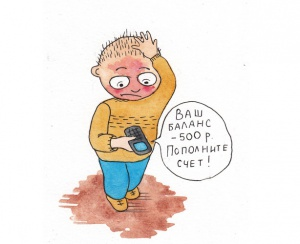 Ваш
баланс
-500 р.
Пополните
счет!